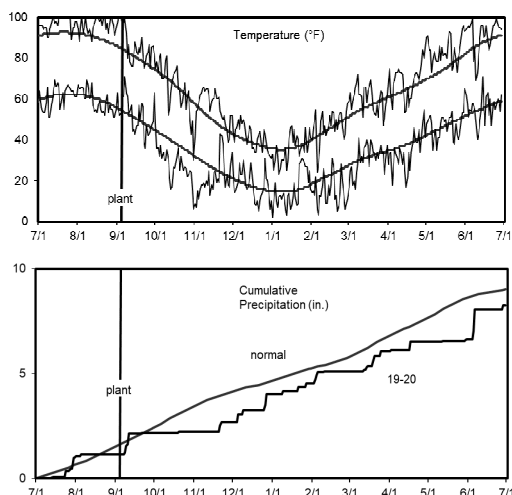 100
Temperature (°F)
80
60
40
20
plant
0
7/1 8/1 9/1 10/1 11/1 12/1 1/1 2/1 3/1 4/1 5/1 6/1 7/1
10
Cumulative
Precipitation (in.)
normal
5
plant
19-20
0
7/1 8/1 9/1 10/1 11/1 12/1 1/1 2/1 3/1 4/1 5/1 6/1 7/1